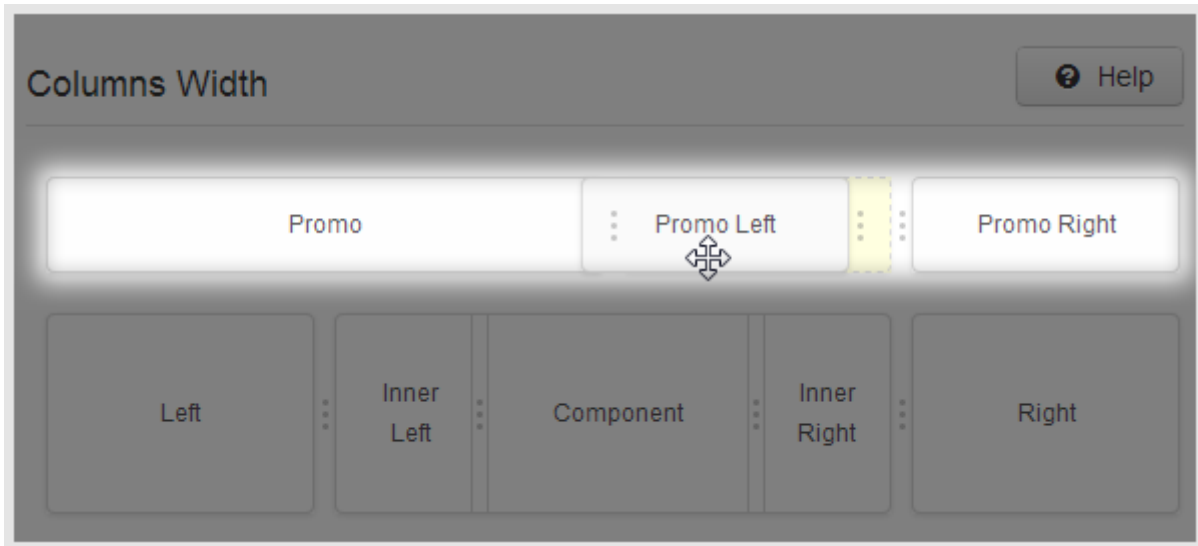 Columns Width
Help
Promo
Promo Left
Promo Right
Left
Inner
Left
Component
Inner
Right
Right